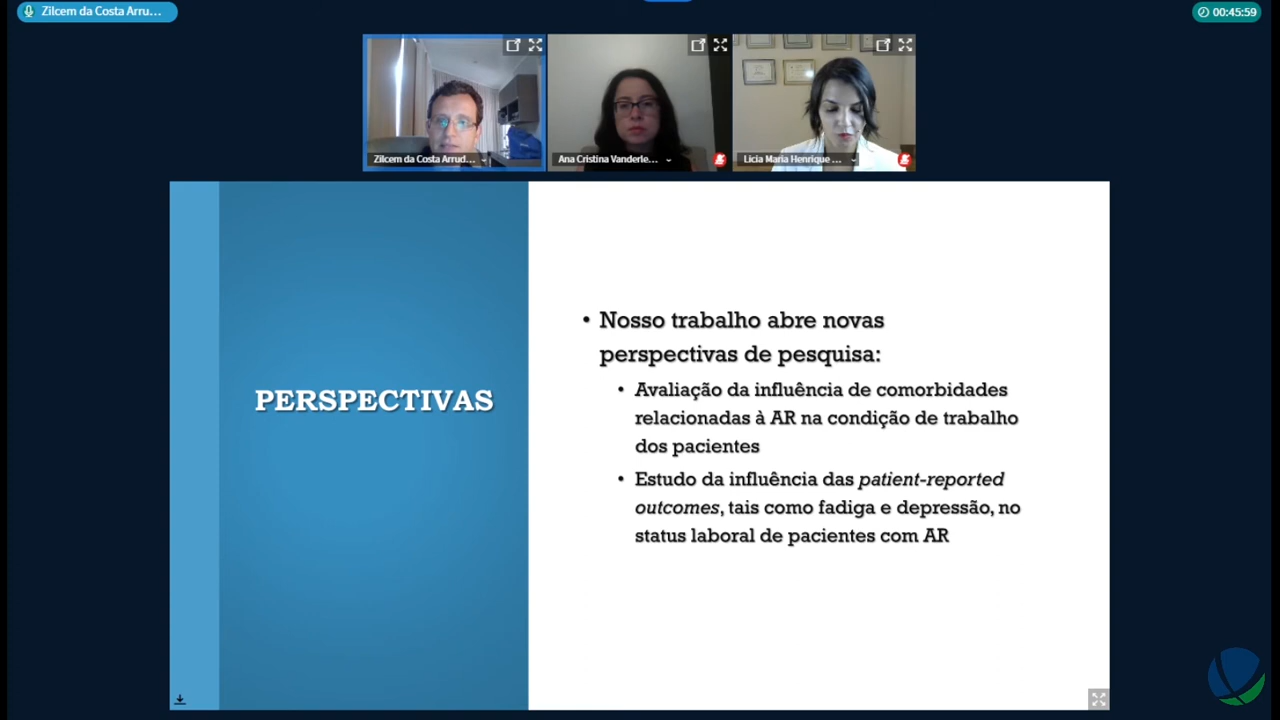 Zilcem da Costa Arru...
00:45:59
Zilcem da Costa Arrud...
Ana Cristina Vanderle...
Licia Maria Henrique ...
PERSPECTIVAS
• Nosso trabalho abre novas
perspectivas de pesquisa:
• Avaliação da influência de comorbidades
relacionadas à AR na condição de trabalho
dos pacientes
• Estudo da influência das patient-reported
outcomes, tais como fadiga e depressão, no
status laboral de pacientes com AR